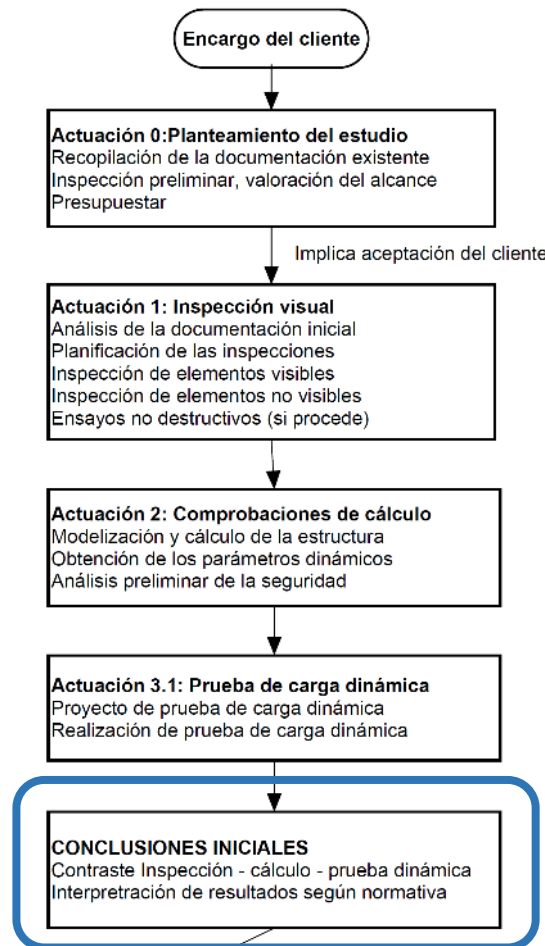 Encargo del cliente
Actuación 0:Planteamiento del estudio
Recopilación de la documentación existente
Inspección preliminar, valoración del alcance
Presupuestar
Implica aceptación del cliente
Actuación 1: Inspección visual
Análisis de la documentación inicial
Planificación de las inspecciones
Inspección de elementos visibles
Inspección de elementos no visibles
Ensayos no destructivos (si procede)
Actuación 2: Comprobaciones de cálculo
Modelización y cálculo de la estructura
Obtención de los parámetros dinámicos
Análisis preliminar de la seguridad
Actuación 3.1: Prueba de carga dinámica
Proyecto de prueba de carga dinámica
Realización de prueba de carga dinámica
CONCLUSIONES INICIALES
Contraste Inspección - cálculo - prueba dinámica
Interpretración de resultados según normativa